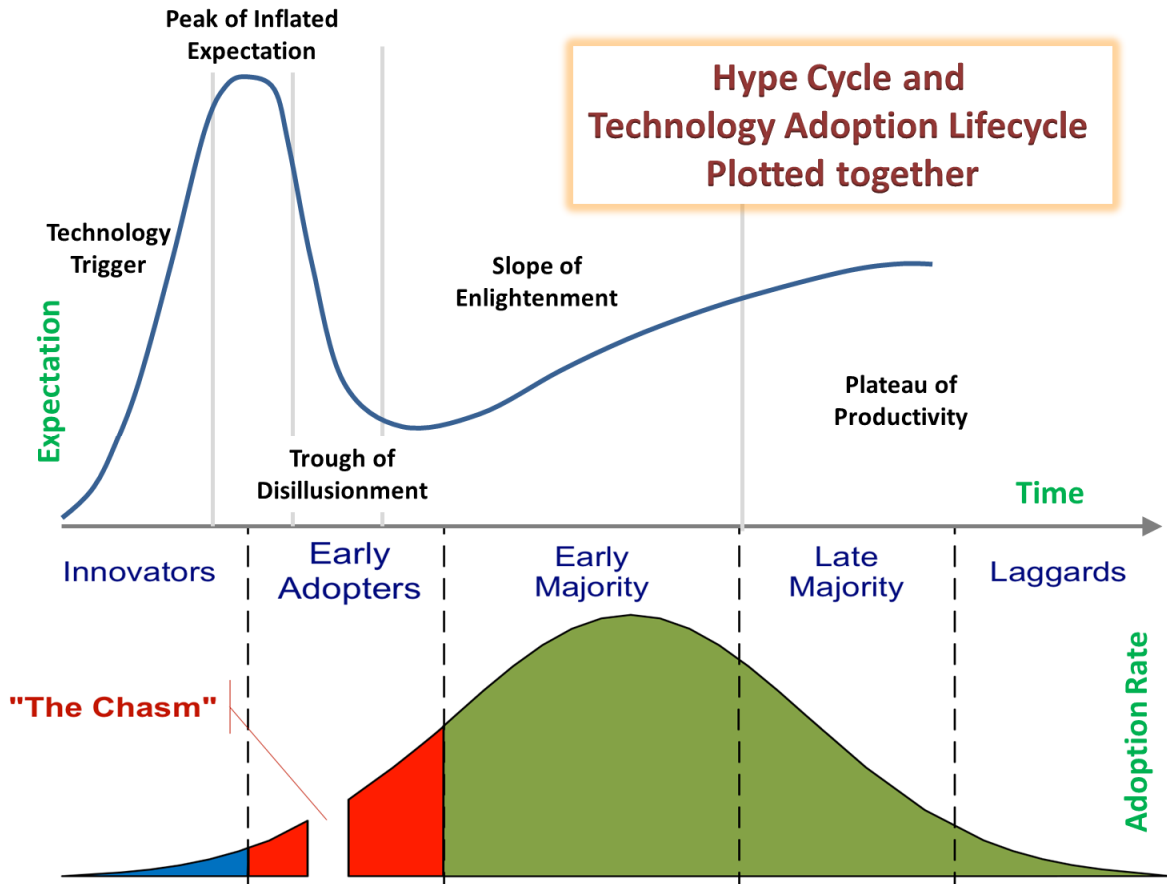 Peak of Inflated
Expectation
Hype Cycle and
Technology Adoption Lifecycle
Plotted together
Technology
Trigger
Slope of
Enlightenment
Expectation
Plateau of
Productivity
Trough of
Disillusionment
Time
Innovators
Early
Adopters
Early
Majority
Late
Majority
Laggards
"The Chasm"
Adoption Rate